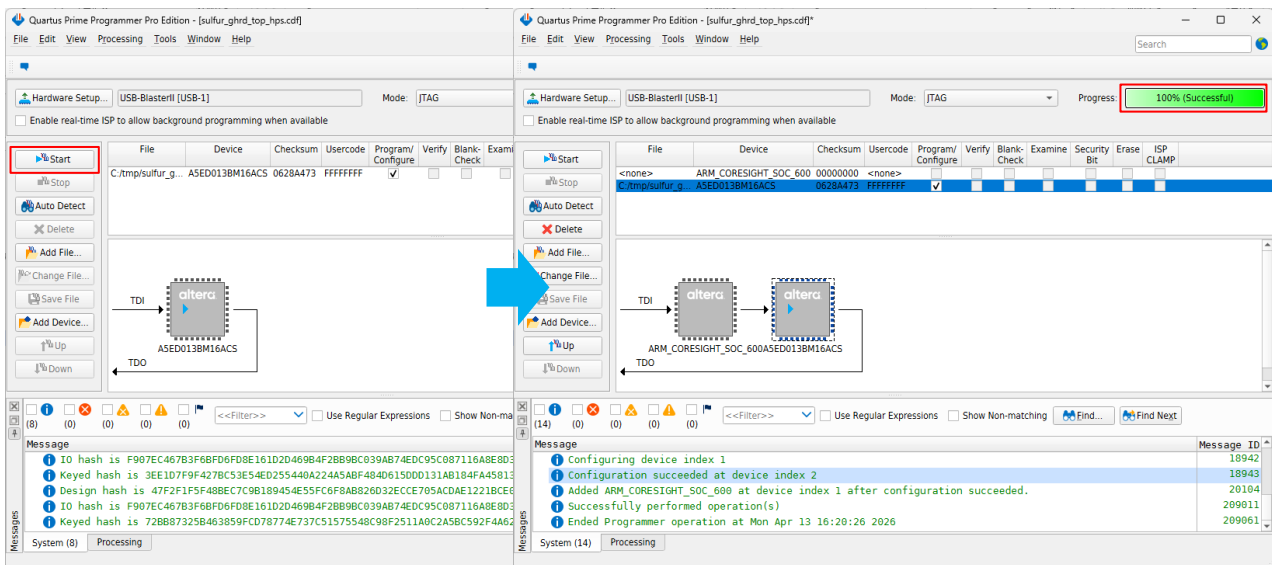 Quartus Prime Programmer Pro Edition - [sulfur_ghrd_top_hps.cdf]
File Edit View Processing Tools Window Help
Hardware Setup... USB-BlasterII [USB-1] Mode: JTAG
Enable real-time ISP to allow background programming when available
Start
Stop
Auto Detect
Delete
Add File...
Change File...
Save File
Add Device...
Up
Down
File Device Checksum Usercode Program/ Verify Blank- Exami
Configure Check
C:/tmp/sulfur_g... A5ED013BM16ACS 0628A473 FFFFFFFF
TDI
altera
A5ED013BM16ACS
TDO
(8) (0) (0) (0) (0) <<Filter>> Use Regular Expressions Show Non-ma
Message
IO hash is F907EC467B3F6BFD6FD8E161D2D469B4F2BB9BC039AB74EDC95C087116A8E8D3
Keyed hash is 3EE1D7F9F427BC53E54ED255440A224A5ABF484D615DDD131AB184FA45813
Design hash is 47F2F1F5F48BEC7C9B189454E55FC6F8AB826D32ECCE705ACDAE1221BCE6
IO hash is F907EC467B3F6BFD6FD8E161D2D469B4F2BB9BC039AB74EDC95C087116A8E8D3
Keyed hash is 72BB87325B463859FCD78774E737C51575548C98F2511A0C2A5BC592F4A62
Messages
System (8) Processing
Quartus Prime Programmer Pro Edition - [sulfur_ghrd_top_hps.cdf]*
File Edit View Processing Tools Window Help
Search
Hardware Setup... USB-BlasterII [USB-1] Mode: JTAG Progress: 100% (Successful)
Enable real-time ISP to allow background programming when available
Start
Stop
Auto Detect
Delete
Add File...
Change File...
Save File
Add Device...
Up
Down
File Device Checksum Usercode Program/ Verify Blank- Examine Security Erase ISP
Configure Check Bit CLAMP
<none> ARM_CORESIGHT_SOC_600 00000000 <none>
C:/tmp/sulfur_g... A5ED013BM16ACS 0628A473 FFFFFFFF
TDI
altera altera
ARM_CORESIGHT_SOC_600 A5ED013BM16ACS
TDO
(14) (0) (0) (0) (0) <<Filter>> Use Regular Expressions Show Non-matching Find... Find Next
Message Message ID
Configuring device index 1 18942
Configuration succeeded at device index 2 18943
Added ARM_CORESIGHT_SOC_600 at device index 1 after configuration succeeded. 20104
Successfully performed operation(s) 209011
Ended Programmer operation at Mon Apr 13 16:20:26 2026 209061
Messages
System (14) Processing